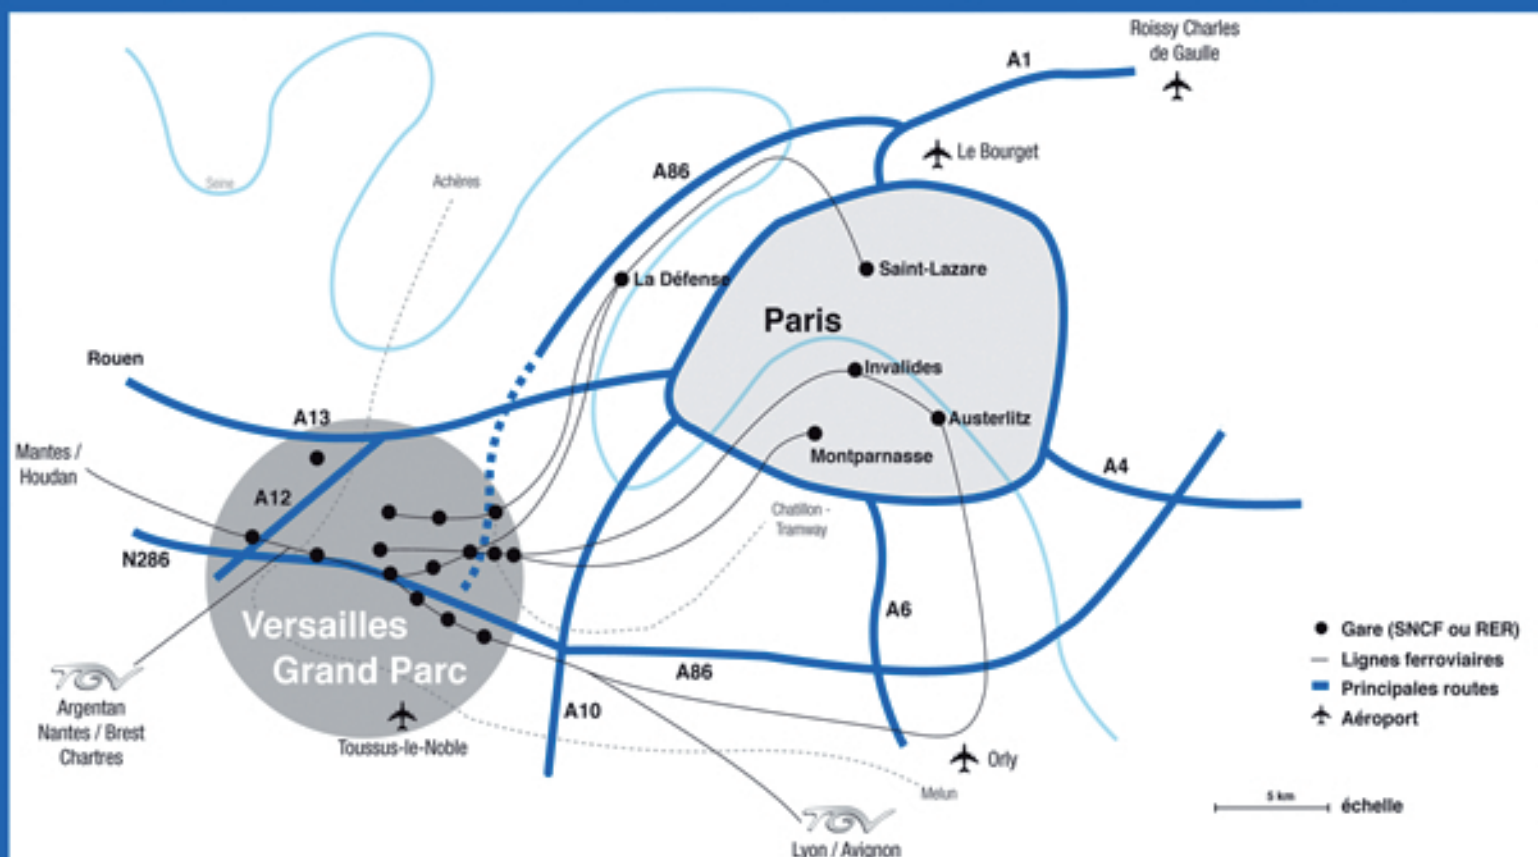 Roissy Charles
de Gaulle
A1
Le Bourget
A86
Seine
Achères
La Défense
Saint-Lazare
Paris
Rouen
Invalides
A13
Austerlitz
Mantes /
Houdan
Montparnasse
A4
A12
Chatillon -
Tramway
N286
A6
Versailles
Grand Parc
Gare (SNCF ou RER)
Lignes ferroviaires
A86
TGV
Principales routes
Argentan
Nantes / Brest
Chartres
A10
Aéroport
Toussus-le-Noble
Orly
Melun
5 km
échelle
TGV
Lyon / Avignon